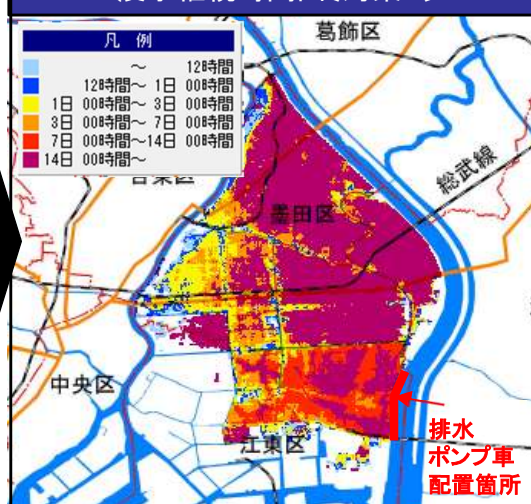 葛飾区
凡 例
～ 12時間
12時間～ 1日 00時間
1日 00時間～ 3日 00時間
3日 00時間～ 7日 00時間
7日 00時間～14日 00時間
14日 00時間～
台東区
総武線
墨田区
中央区
江東区
排水
ポンプ車
配置箇所